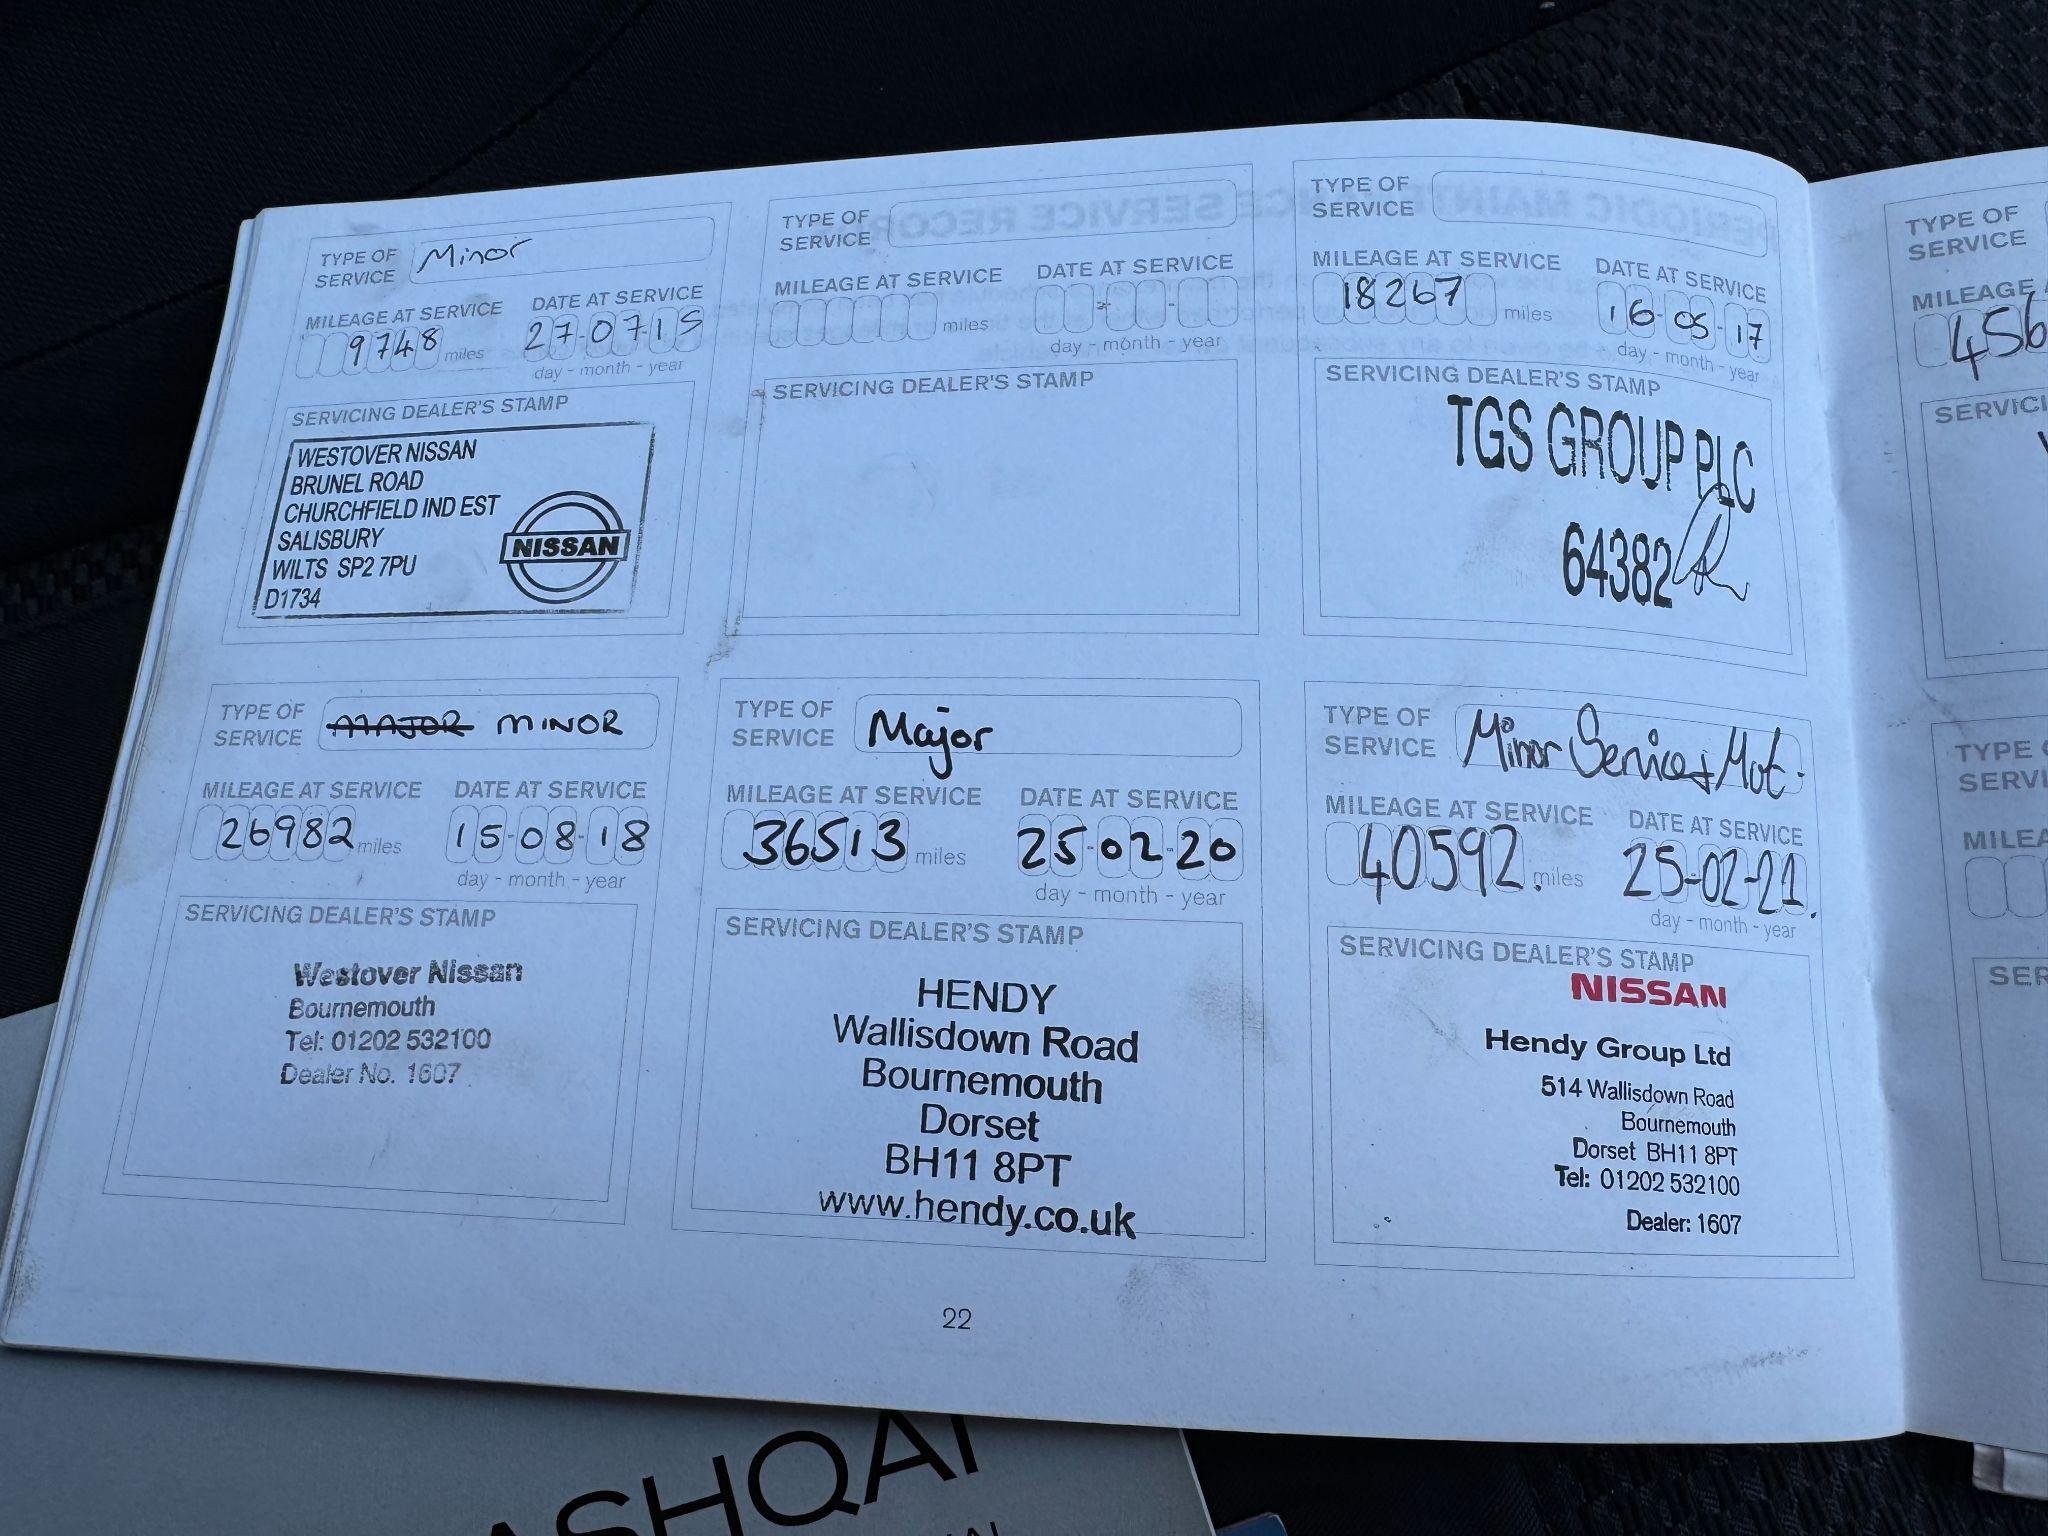 TYPE OF SERVICE Minor
MILEAGE AT SERVICE DATE AT SERVICE
9748 miles 27-07-15
day - month - year
SERVICING DEALER'S STAMP
WESTOVER NISSAN
BRUNEL ROAD
CHURCHFIELD IND EST
SALISBURY
WILTS SP2 7PU
D1734
NISSAN
TYPE OF SERVICE
MILEAGE AT SERVICE DATE AT SERVICE
miles
day - month - year
SERVICING DEALER'S STAMP
TYPE OF SERVICE
MILEAGE AT SERVICE DATE AT SERVICE
18267 miles 16-05-17
day - month - year
SERVICING DEALER'S STAMP
TGS GROUP PLC
64382
TYPE OF SERVICE MAJOR MINOR
MILEAGE AT SERVICE DATE AT SERVICE
26982 miles 15-08-18
day - month - year
SERVICING DEALER'S STAMP
Westover Nissan
Bournemouth
Tel: 01202 532100
Dealer No. 1607
TYPE OF SERVICE Major
MILEAGE AT SERVICE DATE AT SERVICE
36513 miles 25-02-20
day - month - year
SERVICING DEALER'S STAMP
HENDY
Wallisdown Road
Bournemouth
Dorset
BH11 8PT
www.hendy.co.uk
TYPE OF SERVICE Minor Service + Mot.
MILEAGE AT SERVICE DATE AT SERVICE
40592. miles 25-02-21.
day - month - year
SERVICING DEALER'S STAMP
NISSAN
Hendy Group Ltd
514 Wallisdown Road
Bournemouth
Dorset BH11 8PT
Tel: 01202 532100
Dealer: 1607
22
TYPE OF
SERVICE
MILEAGE
456
TYPE